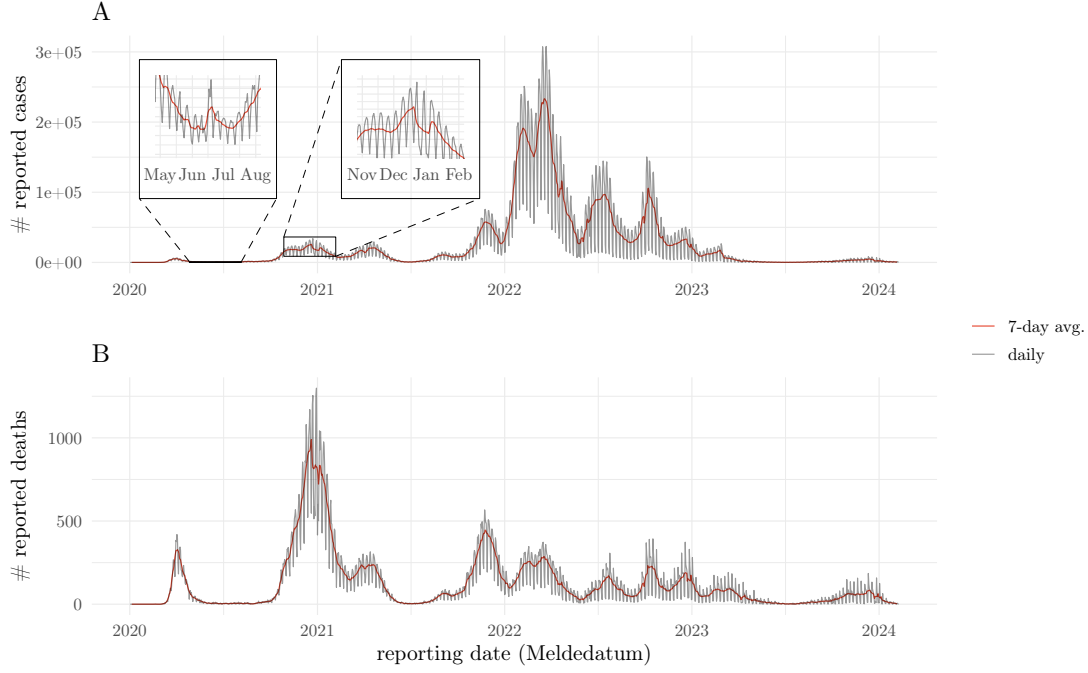 A
# reported cases
3e+05
2e+05
1e+05
0e+00
May Jun Jul Aug
Nov Dec Jan Feb
2020 2021 2022 2023 2024
7-day avg.
daily
B
# reported deaths
1000
500
0
2020 2021 2022 2023 2024
reporting date (Meldedatum)